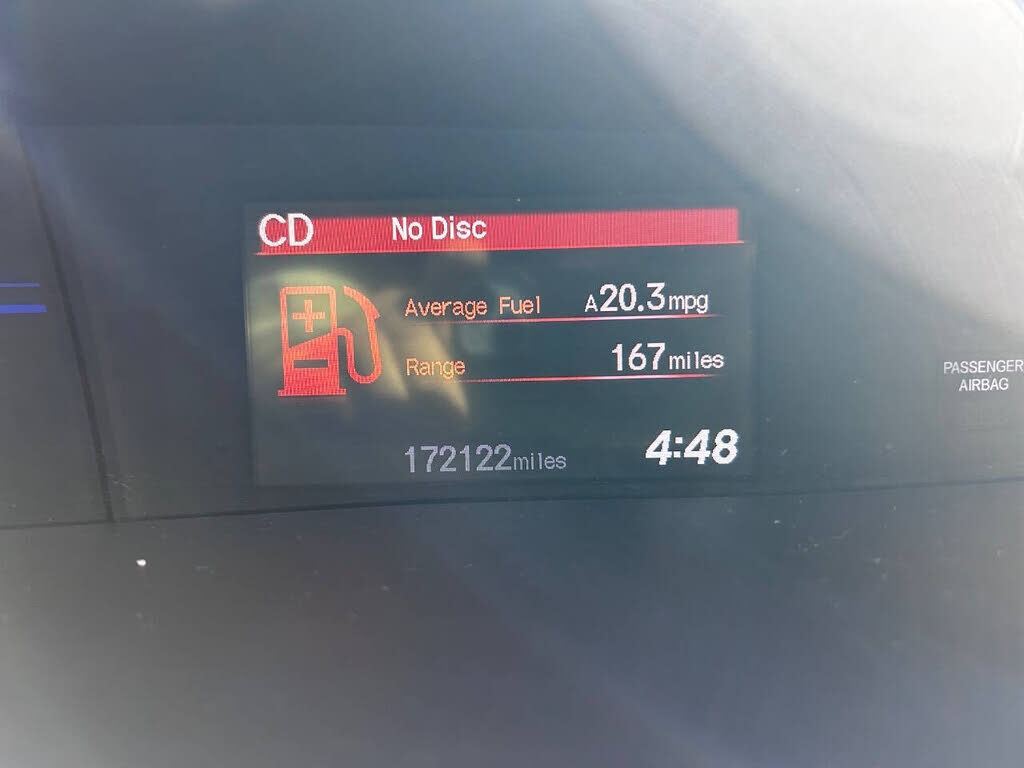 CD No Disc
Average Fuel A20.3mpg
Range 167miles
PASSENGER
AIRBAG
172122miles 4:48